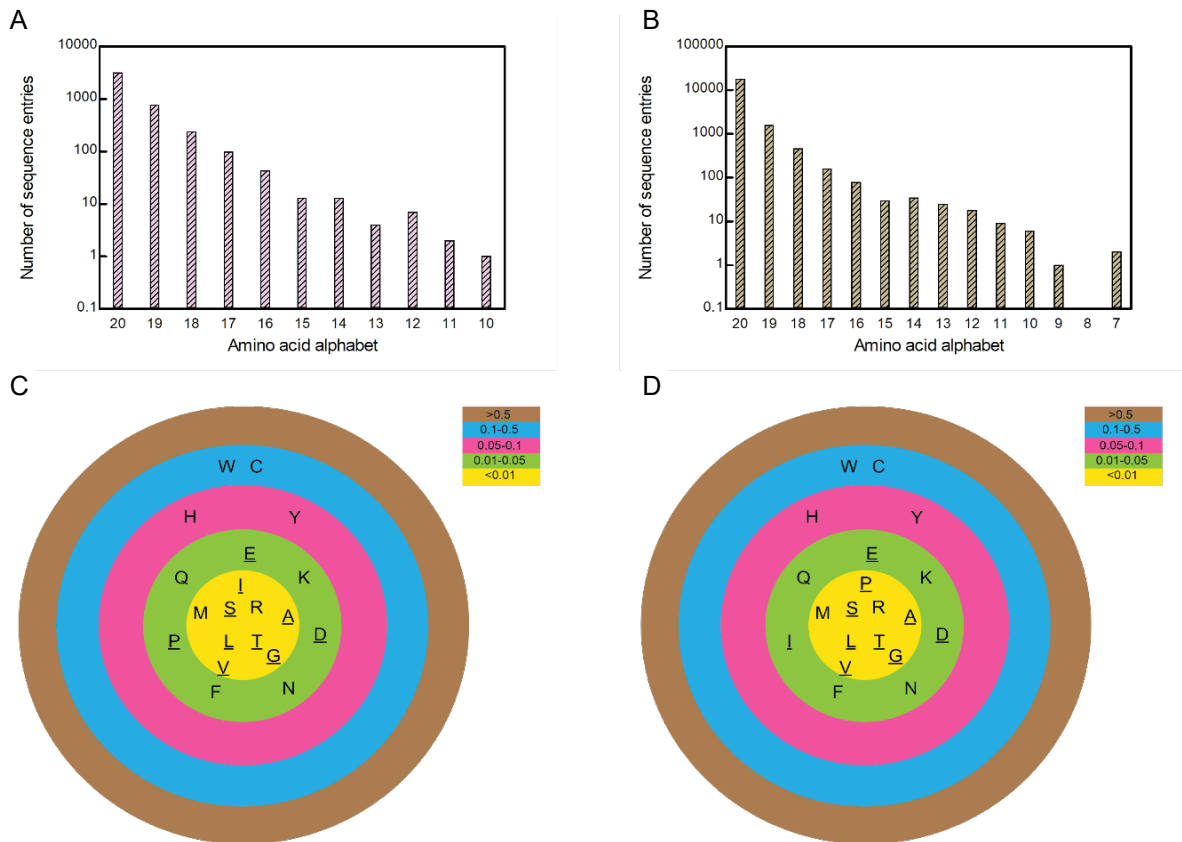 A
Number of sequence entries
10000
1000
100
10
1
0.1
20 19 18 17 16 15 14 13 12 11 10
Amino acid alphabet
B
Number of sequence entries
100000
10000
1000
100
10
1
0.1
20 19 18 17 16 15 14 13 12 11 10 9 8 7
Amino acid alphabet
C
>0.5
0.1-0.5
0.05-0.1
0.01-0.05
<0.01
W C
H Y
E
Q K
I
M S R A
P L T D
V G
F N
D
>0.5
0.1-0.5
0.05-0.1
0.01-0.05
<0.01
W C
H Y
E
Q K
P
M S R A
I L T D
V G
F N